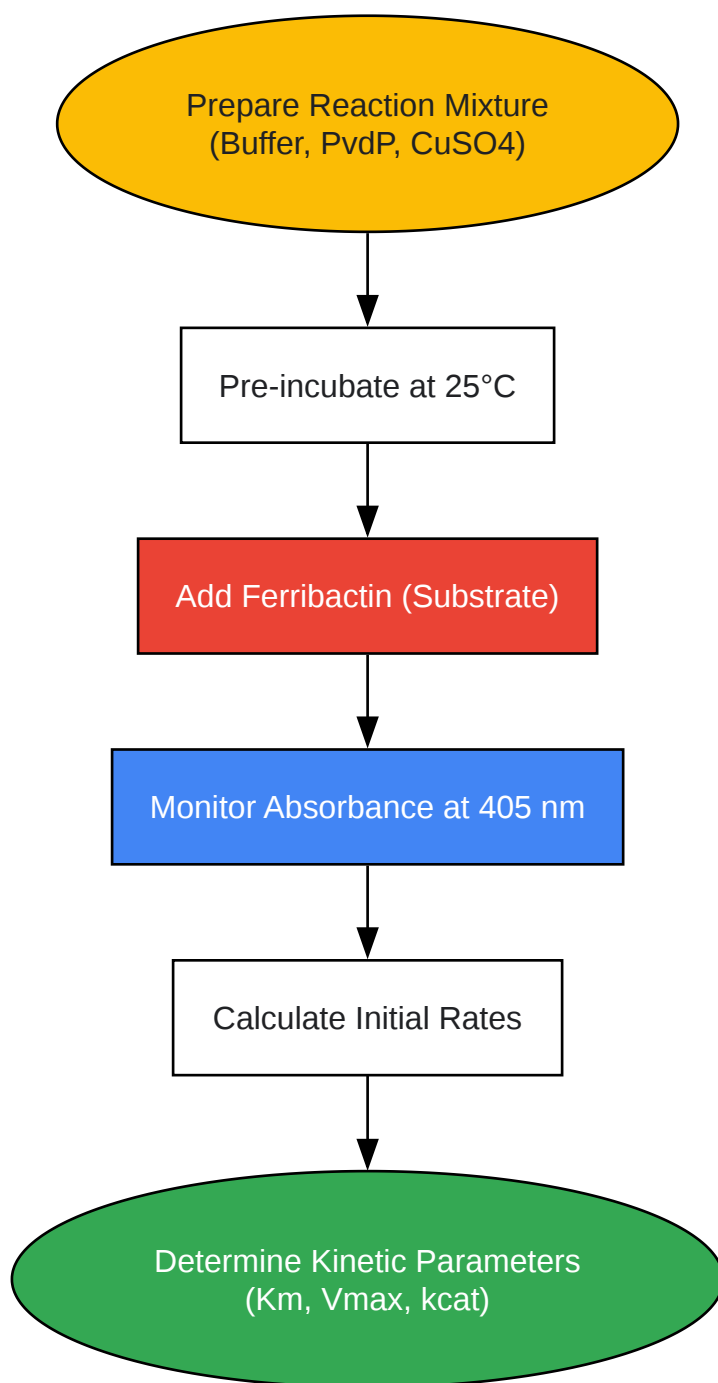 Prepare Reaction Mixture
(Buffer, PvdP, CuSO4)
Pre-incubate at 25°C
Add Ferribactin (Substrate)
Monitor Absorbance at 405 nm
Calculate Initial Rates
Determine Kinetic Parameters
(Km, Vmax, kcat)